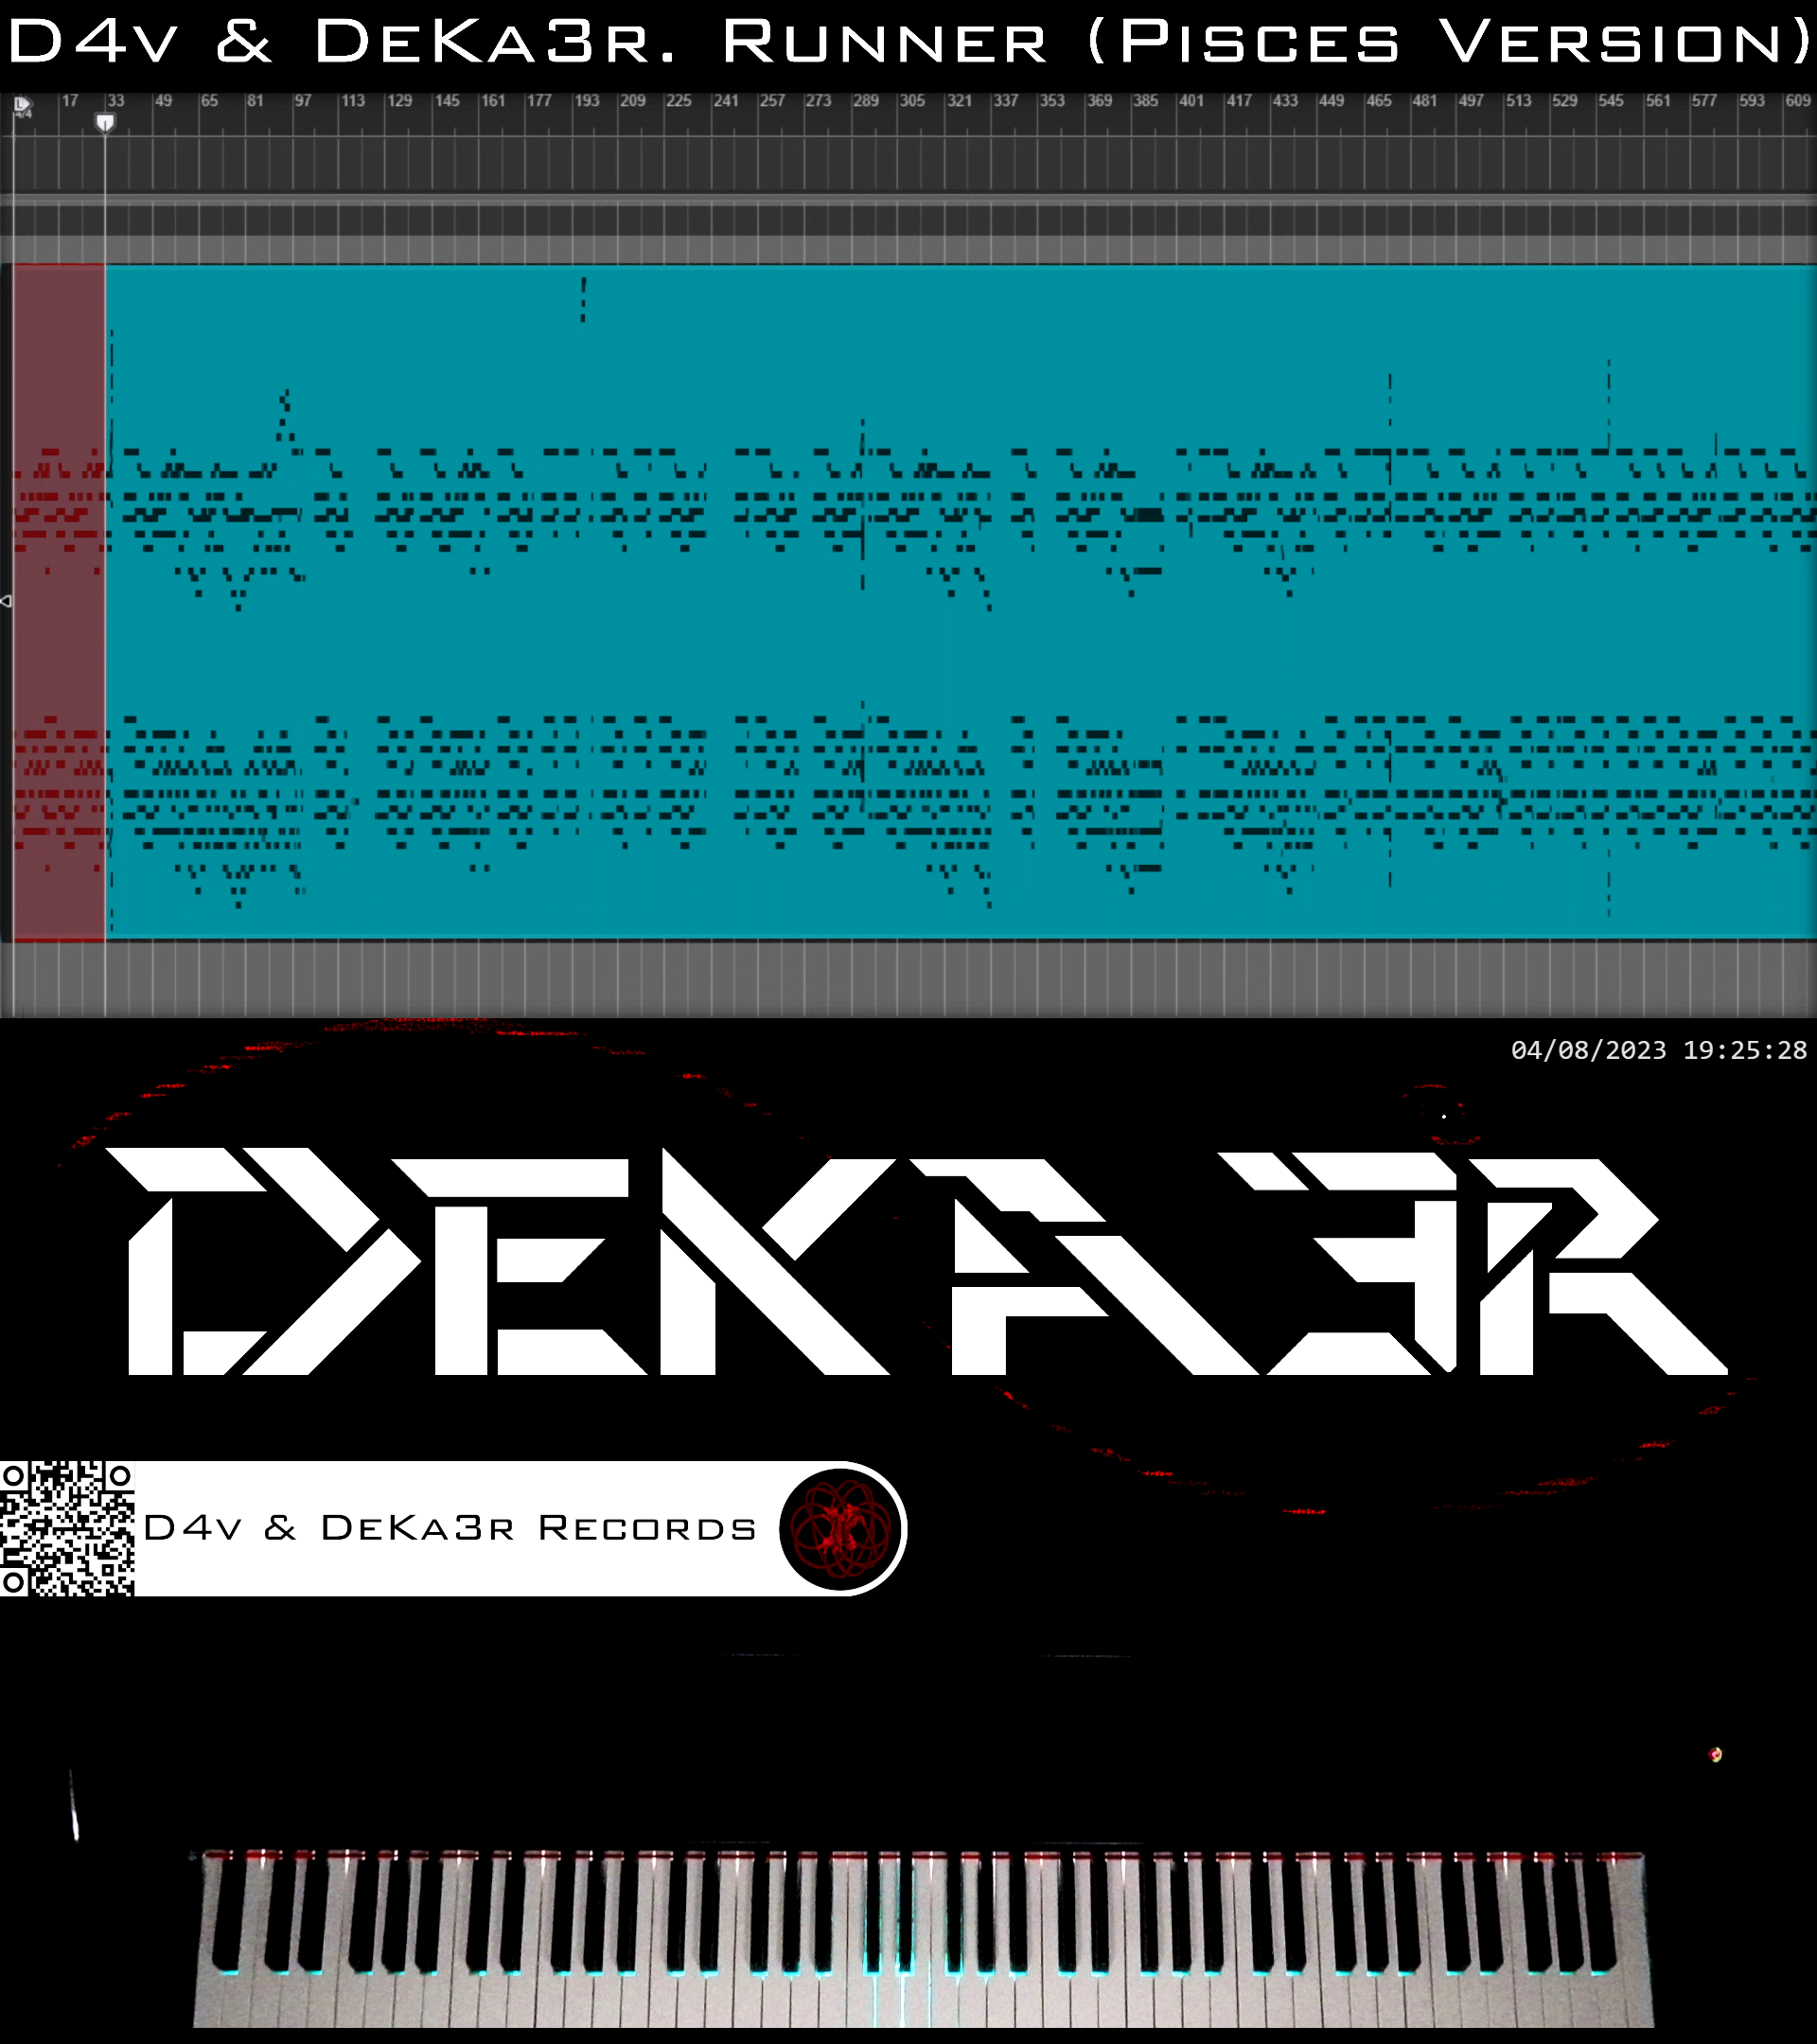 D4v & DeKa3r. Runner (Pisces Version)
17 33 49 65 81 97 113 129 145 161 177 193 209 225 241 257 273 289 305 321 337 353 369 385 401 417 433 449 465 481 497 513 529 545 561 577 593 609
4/4
04/08/2023 19:25:28
DEKA3R
D4v & DeKa3r Records